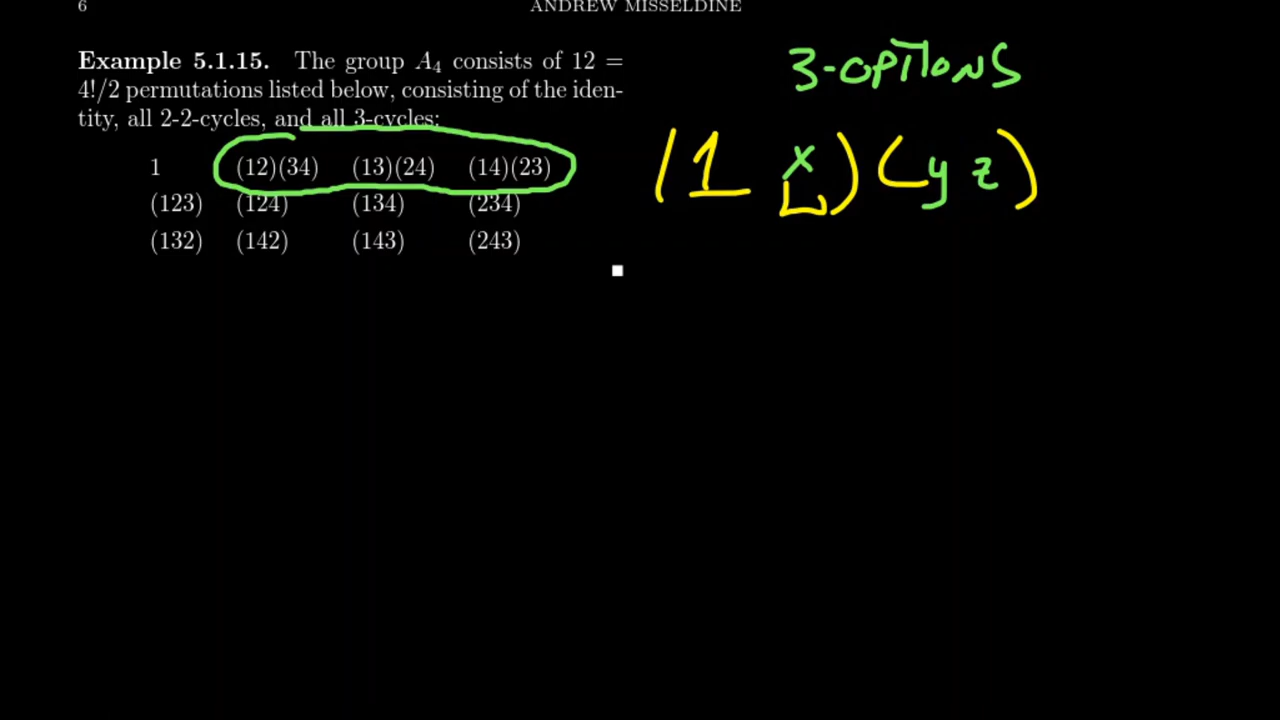 6 ANDREW MISSELDINE
Example 5.1.15. The group A₄ consists of 12 =
4!/2 permutations listed below, consisting of the iden-
tity, all 2-2-cycles, and all 3-cycles:
1 (12)(34) (13)(24) (14)(23)
(123) (124) (134) (234)
(132) (142) (143) (243)
3-OPTIONS
(1 x)(y z)